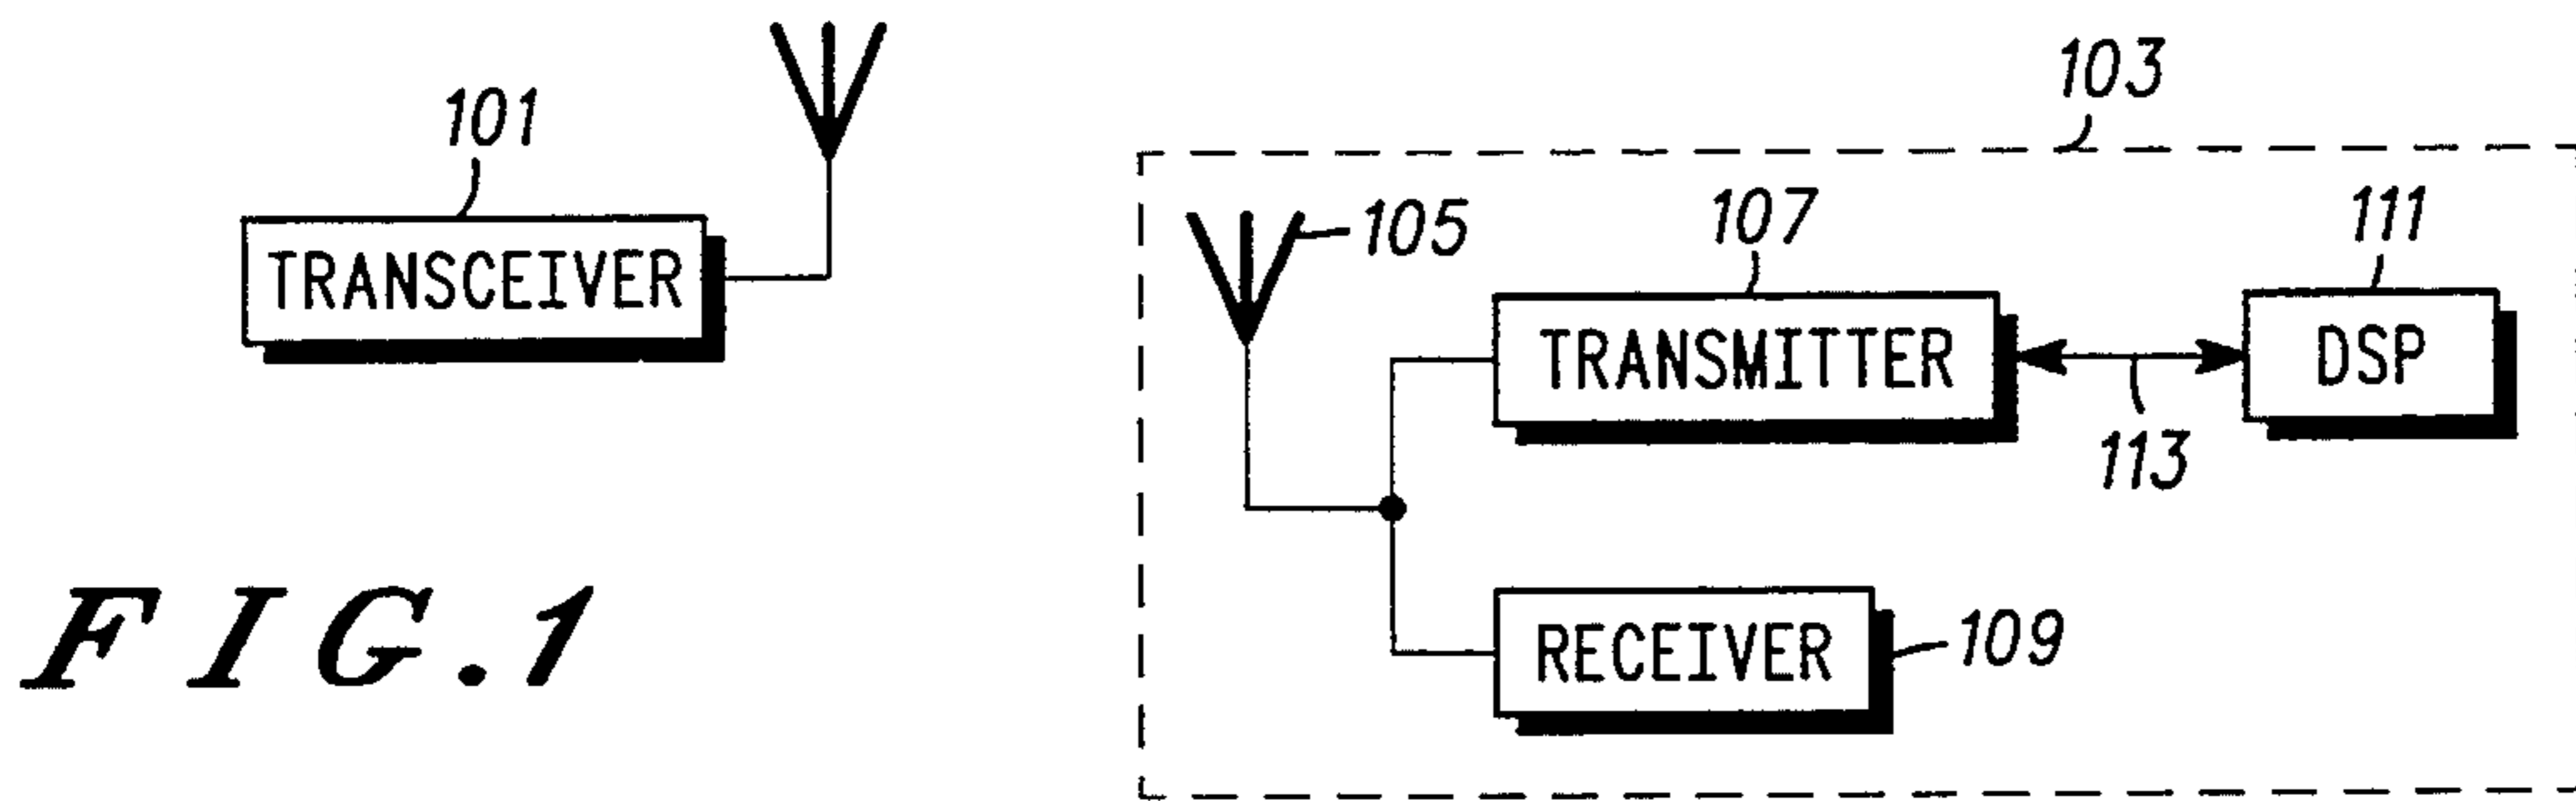 103
101
105
107
111
TRANSCEIVER
TRANSMITTER
DSP
113
FIG.1
RECEIVER
109